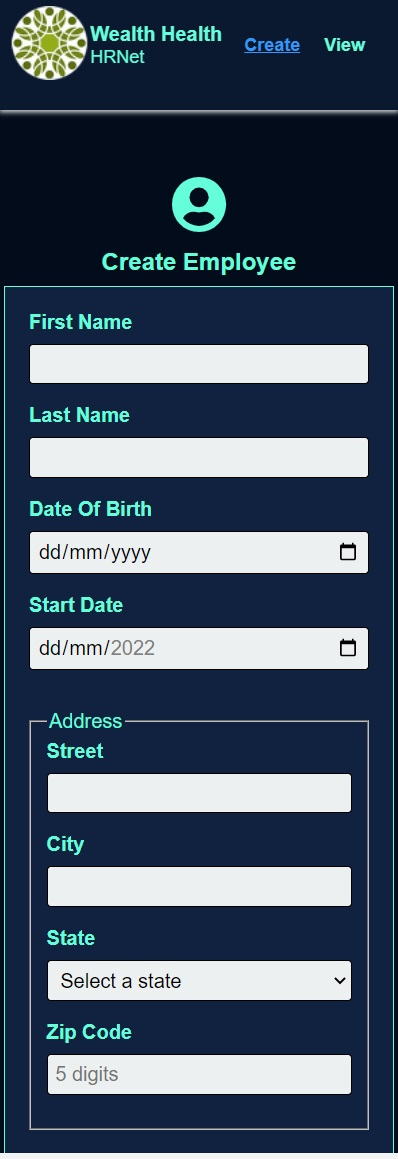 Wealth Health
HRNet
Create View
Create Employee
First Name
Last Name
Date Of Birth
dd/mm/yyyy
Start Date
dd/mm/2022
Address
Street
City
State
Select a state
Zip Code
5 digits